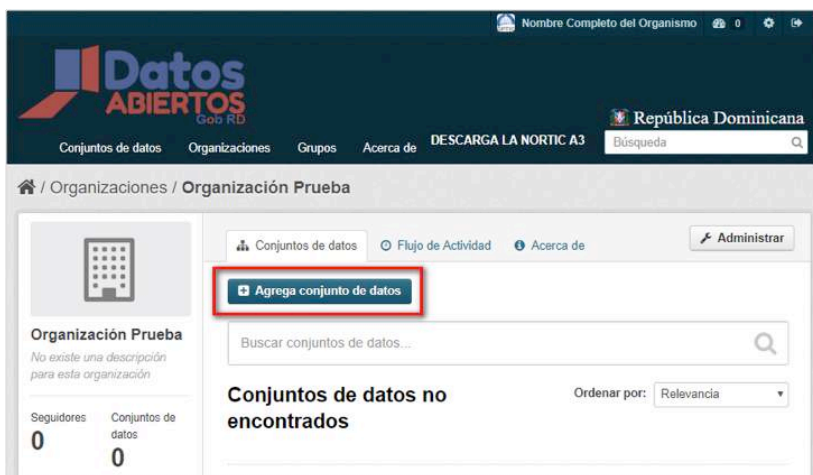 Nombre Completo del Organismo 0
Datos
ABIERTOS
Gob RD
República Dominicana
Conjuntos de datos Organizaciones Grupos Acerca de DESCARGA LA NORTIC A3 Búsqueda
/ Organizaciones / Organización Prueba
Conjuntos de datos Flujo de Actividad Acerca de Administrar
Agrega conjunto de datos
Organización Prueba
No existe una descripción
para esta organización
Buscar conjuntos de datos...
Conjuntos de datos no
encontrados
Ordenar por: Relevancia
Seguidores
0
Conjuntos de
datos
0